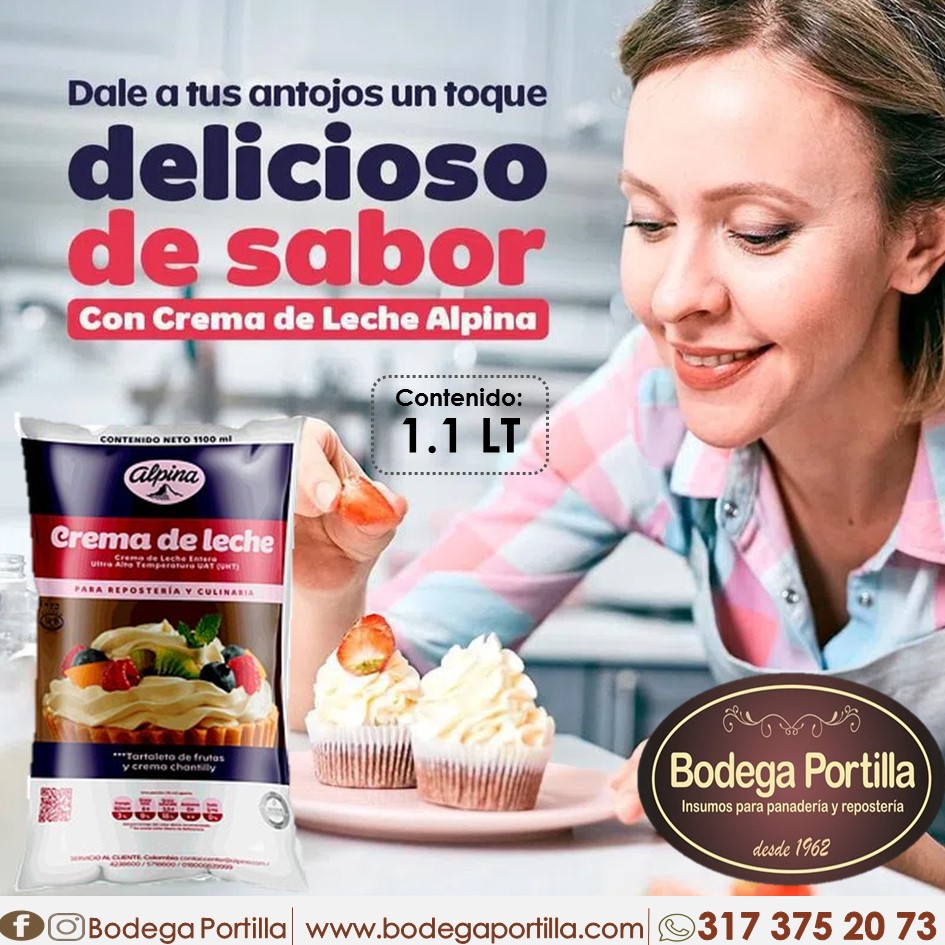 Dale a tus antojos un toque
delicioso
de sabor
Con Crema de Leche Alpina
Contenido:
1.1 LT
CONTENIDO NETO 1100 ml
alpina
Crema de leche
Crema de Leche Entera
Ultra Alta Temperatura UAT (UHT)
PARA REPOSTERÍA Y CULINARIA
***Tartaleta de frutas
y crema chantilly
Bodega Portilla
Insumos para panadería y repostería
desde 1962
Bodega Portilla
www.bodegaportilla.com
317 375 20 73